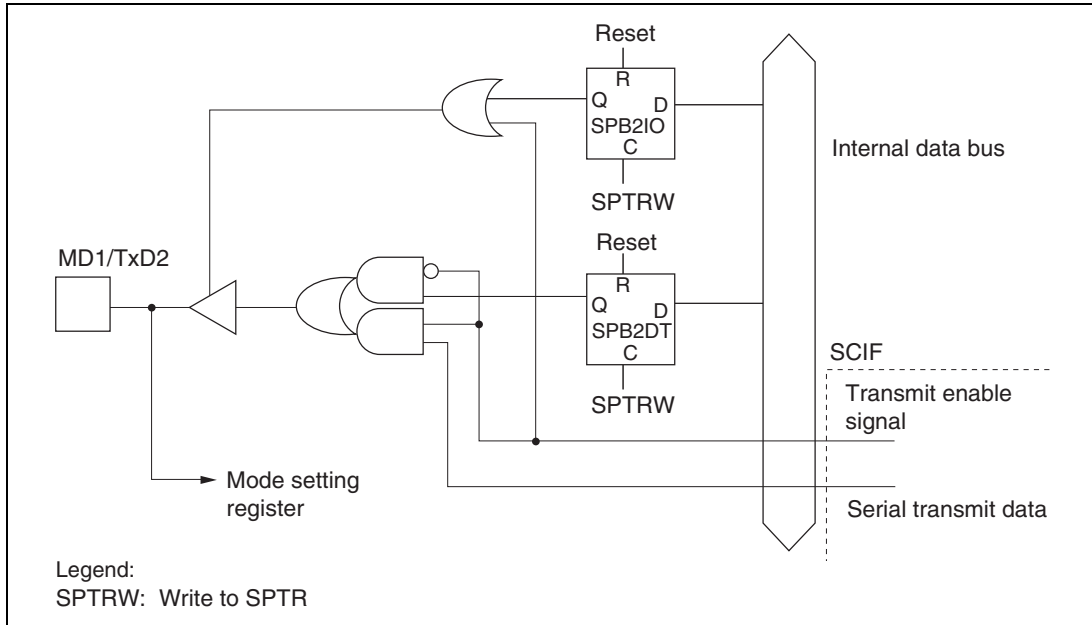 Reset
R
Q
D
SPB2IO
C
SPTRW
Internal data bus
Reset
MD1/TxD2
R
Q
D
SPB2DT
C
SPTRW
SCIF
Transmit enable
signal
Mode setting
register
Serial transmit data
Legend:
SPTRW: Write to SPTR